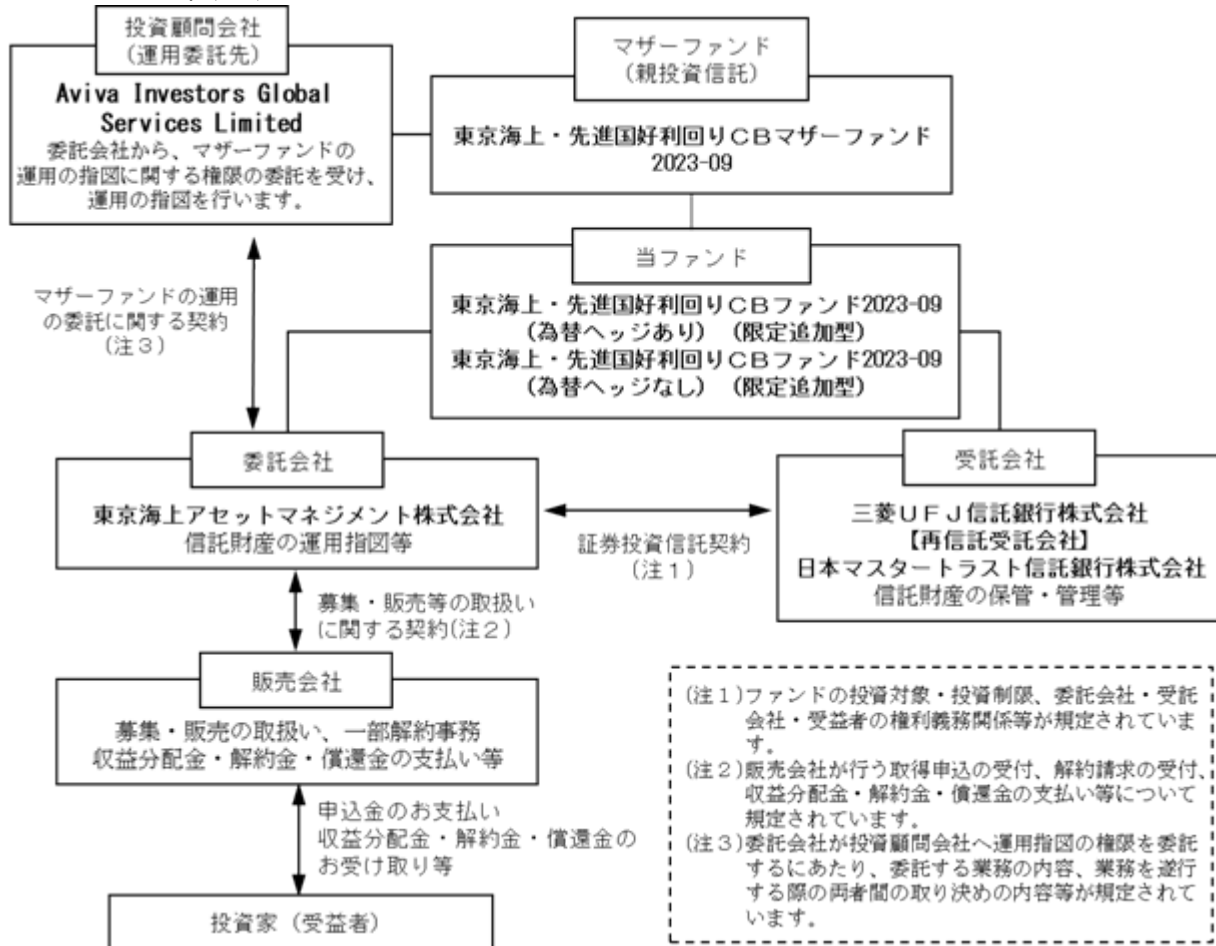 投資顧問会社
(運用委託先)
Aviva Investors Global
Services Limited
委託会社から、マザーファンドの
運用の指図に関する権限の委託を受け、
運用の指図を行います。
マザーファンド
(親投資信託)
東京海上・先進国好利回りCBマザーファンド
2023-09
当ファンド
東京海上・先進国好利回りCBファンド2023-09
(為替ヘッジあり) (限定追加型)
東京海上・先進国好利回りCBファンド2023-09
(為替ヘッジなし) (限定追加型)
マザーファンドの運用
の委託に関する契約
(注3)
委託会社
東京海上アセットマネジメント株式会社
信託財産の運用指図等
証券投資信託契約
(注1)
受託会社
三菱UFJ信託銀行株式会社
【再信託受託会社】
日本マスタートラスト信託銀行株式会社
信託財産の保管・管理等
募集・販売等の取扱い
に関する契約(注2)
販売会社
募集・販売の取扱い、一部解約事務
収益分配金・解約金・償還金の支払い等
申込金のお支払い
収益分配金・解約金・償還金の
お受け取り等
投資家(受益者)
(注1)ファンドの投資対象・投資制限、委託会社・受託
会社・受益者の権利義務関係等が規定されていま
す。
(注2)販売会社が行う取得申込の受付、解約請求の受付、
収益分配金・解約金・償還金の支払い等について
規定されています。
(注3)委託会社が投資顧問会社へ運用指図の権限を委託
するにあたり、委託する業務の内容、業務を遂行
する際の両者間の取り決めの内容等が規定されて
います。